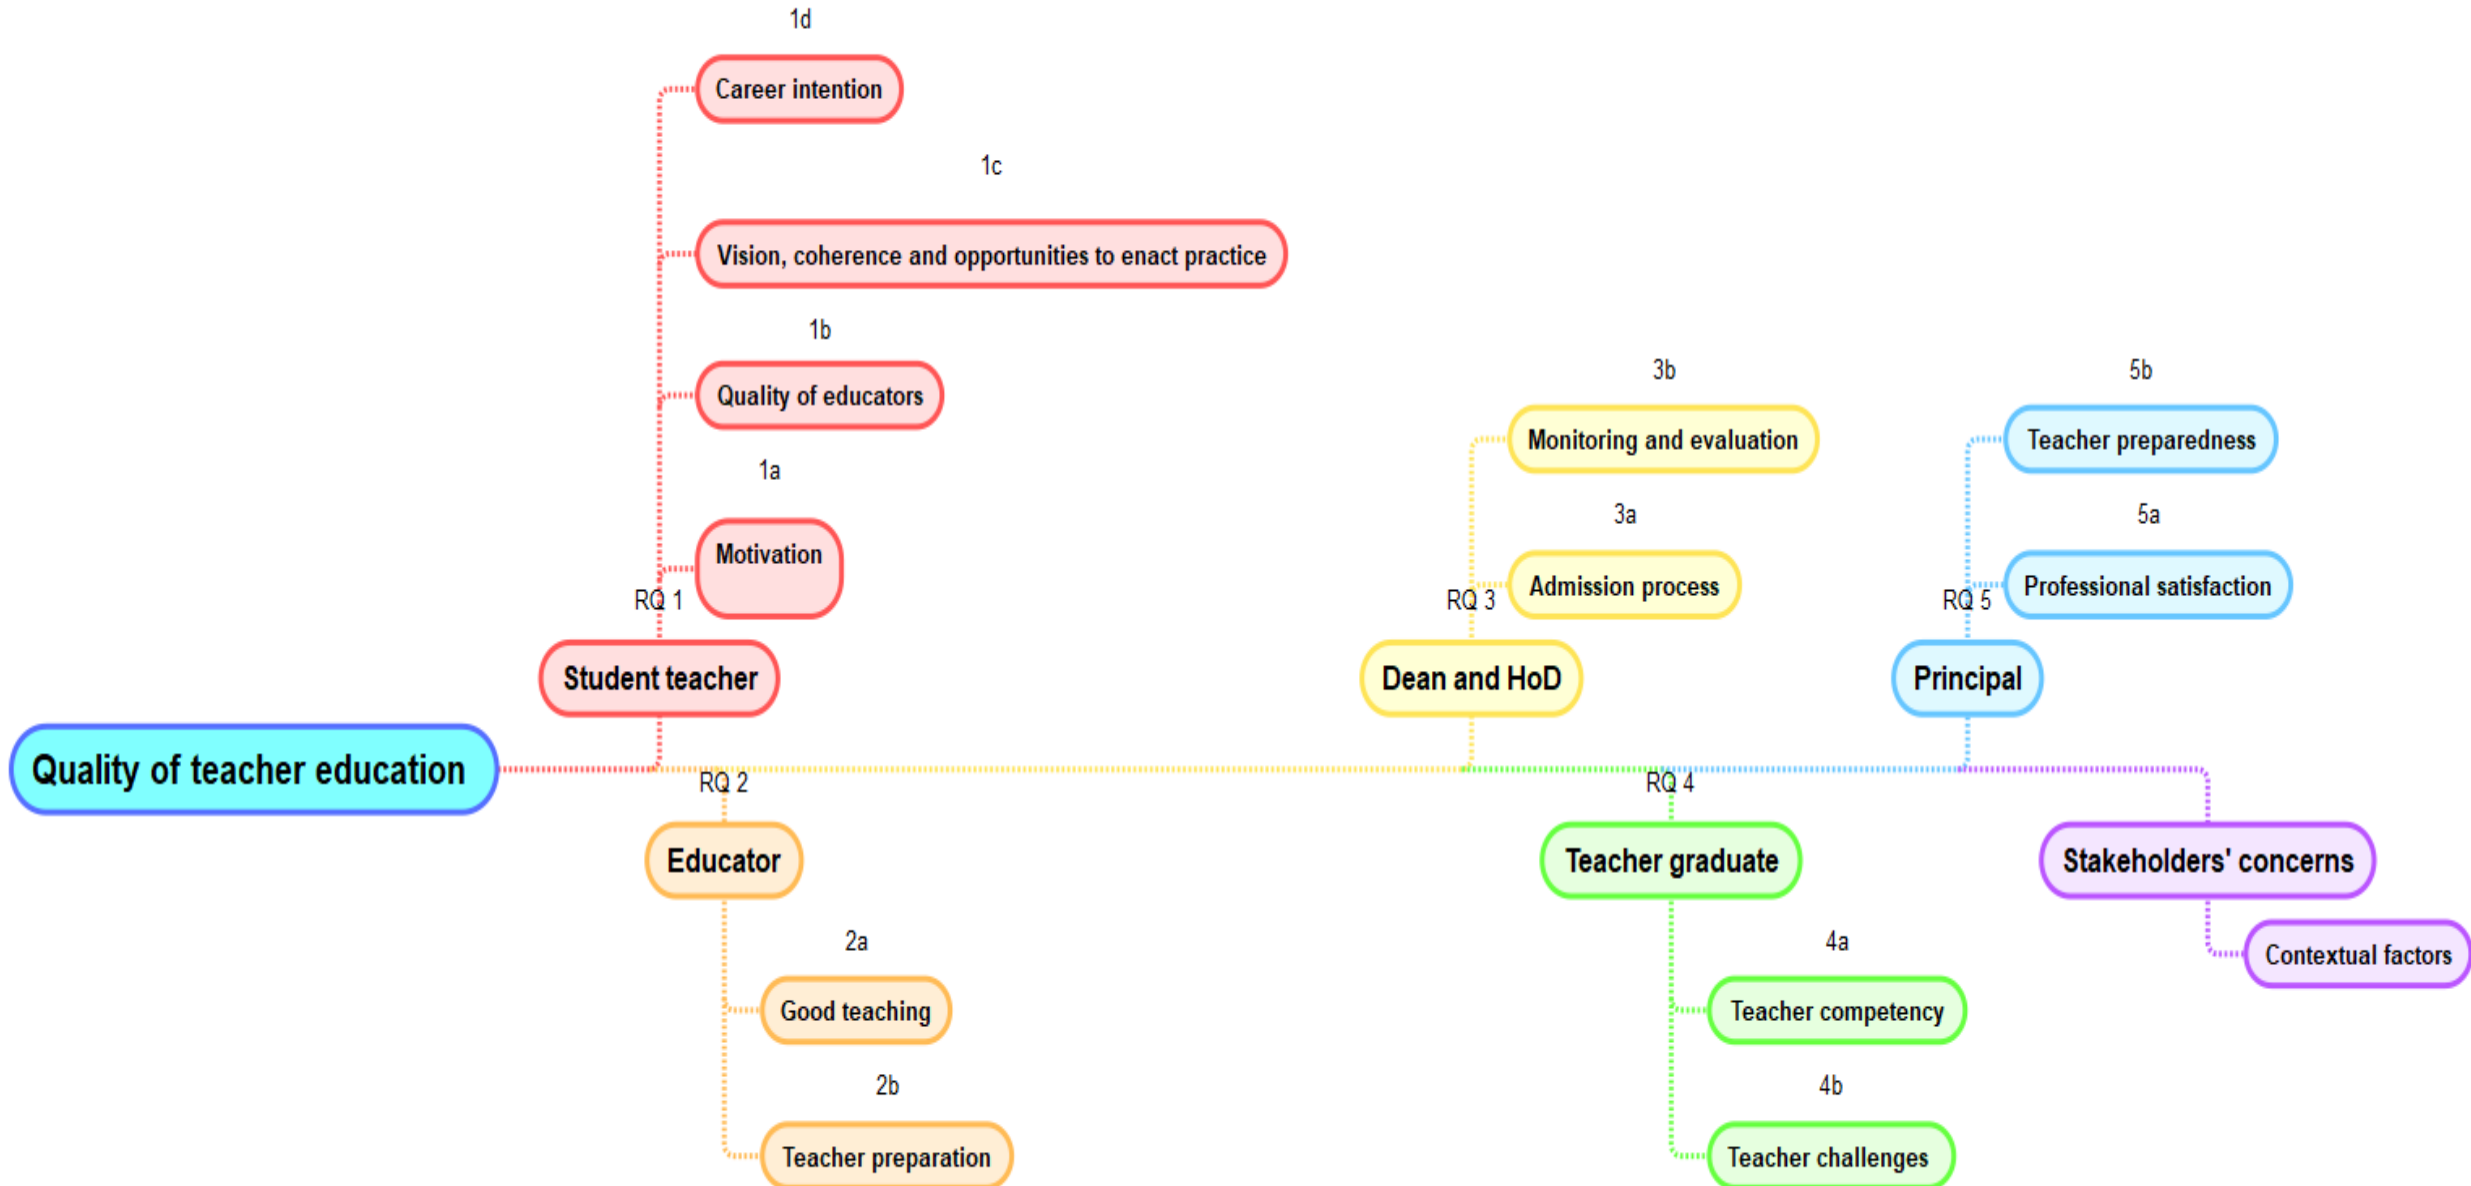 1d
Career intention
1c
Vision, coherence and opportunities to enact practice
1b
Quality of educators
1a
Motivation
RQ 1
Student teacher
3b
Monitoring and evaluation
3a
Admission process
RQ 3
Dean and HoD
5b
Teacher preparedness
5a
Professional satisfaction
RQ 5
Principal
Quality of teacher education
RQ 2
Educator
2a
Good teaching
2b
Teacher preparation
RQ 4
Teacher graduate
4a
Teacher competency
4b
Teacher challenges
Stakeholders' concerns
Contextual factors